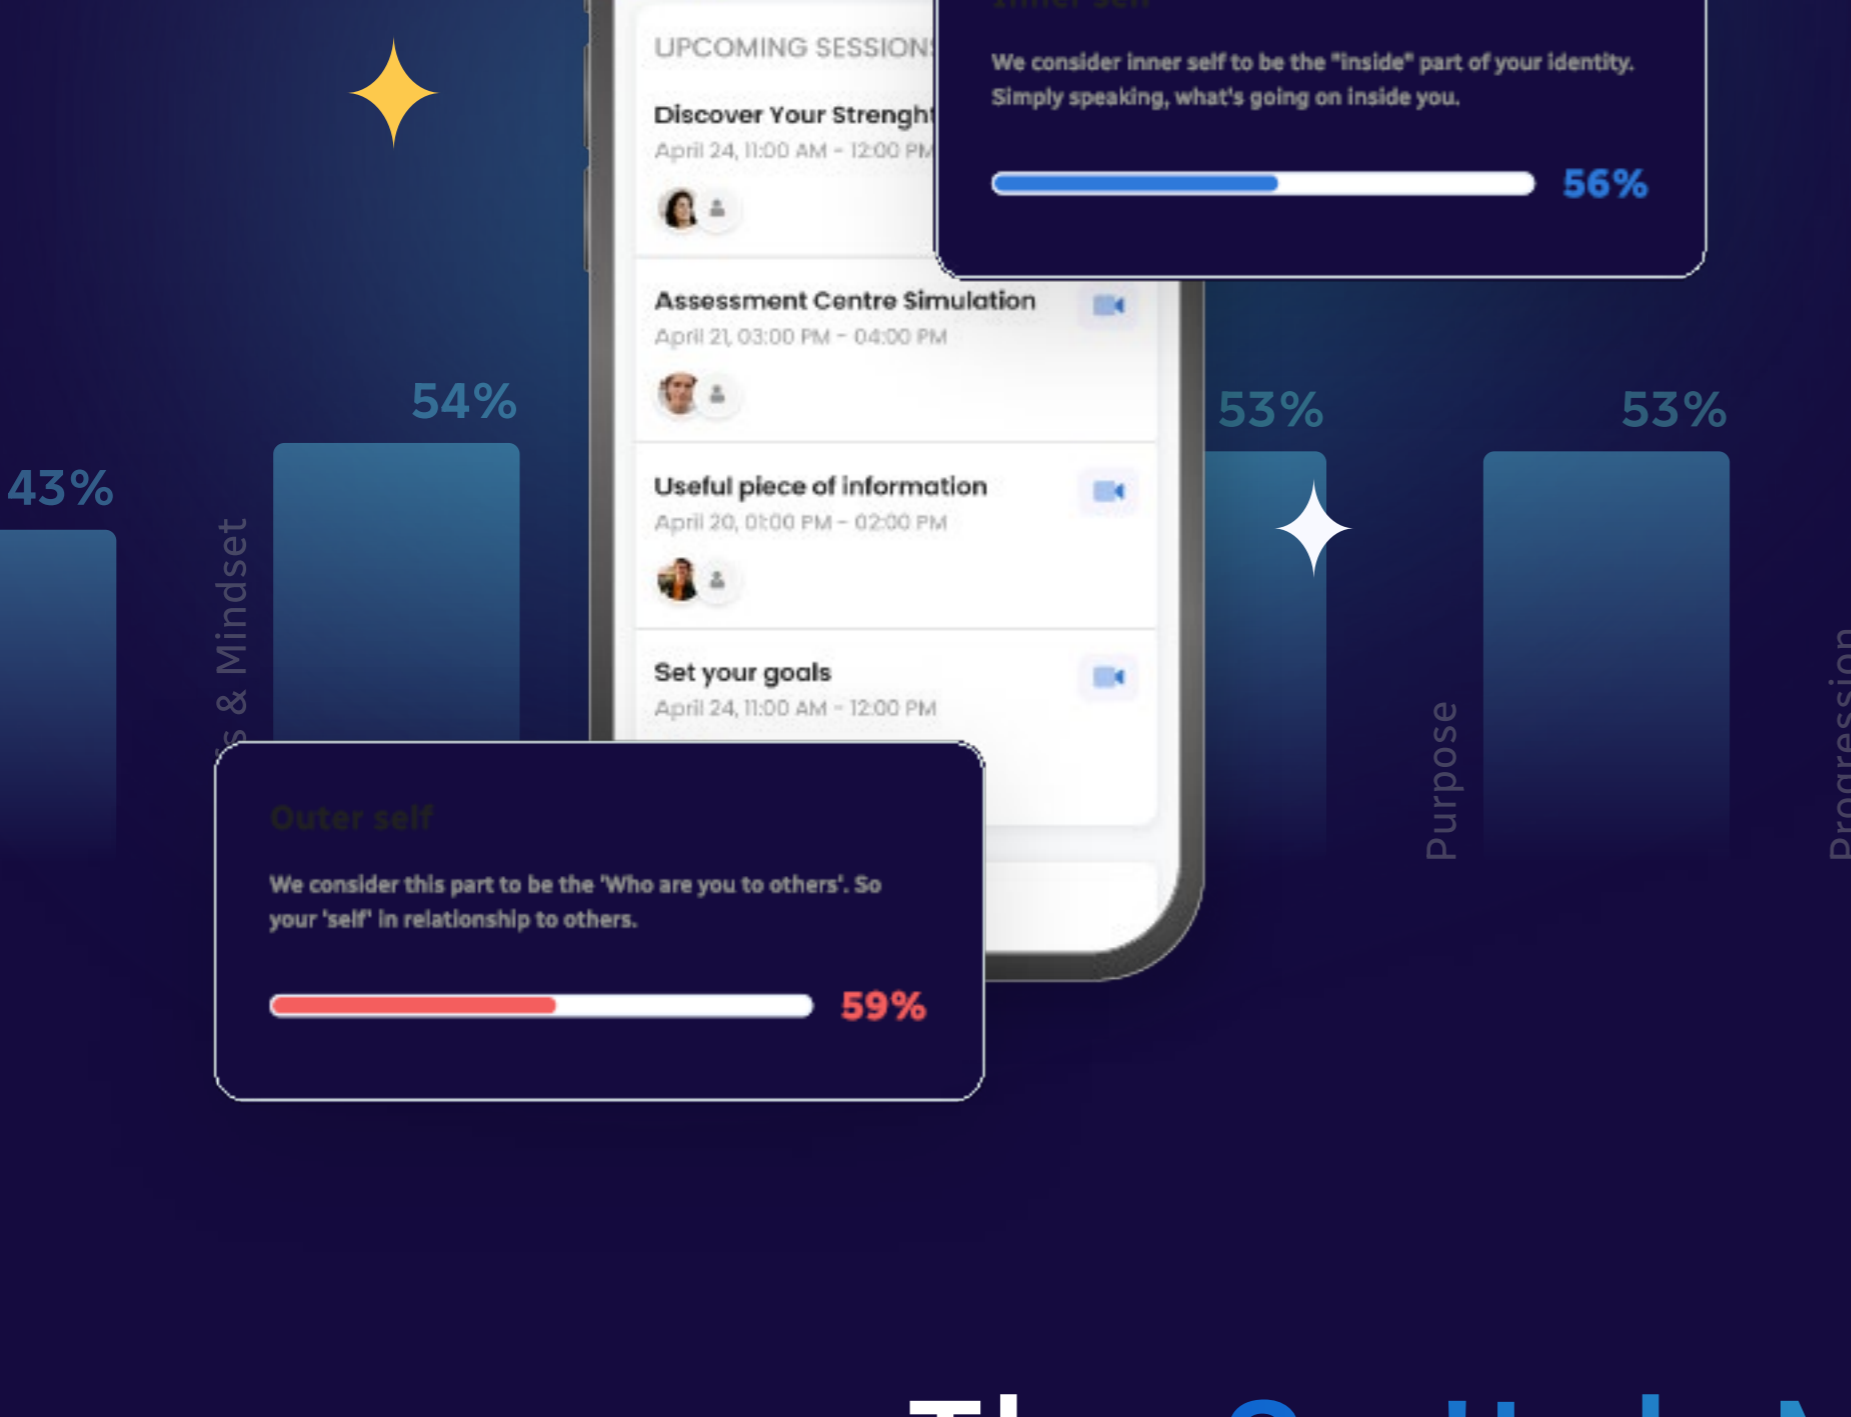 UPCOMING SESSIONS
Discover Your Strenght
April 24, 11:00 AM - 12:00 PM
Assessment Centre Simulation
April 21, 03:00 PM - 04:00 PM
Useful piece of information
April 20, 01:00 PM - 02:00 PM
Set your goals
April 24, 11:00 AM - 12:00 PM
Inner self
We consider inner self to be the "inside" part of your identity.
Simply speaking, what's going on inside you.
56%
43%
& Mindset
54%
53%
Purpose
53%
Progression
Outer self
We consider this part to be the 'Who are you to others'. So
your 'self' in relationship to others.
59%